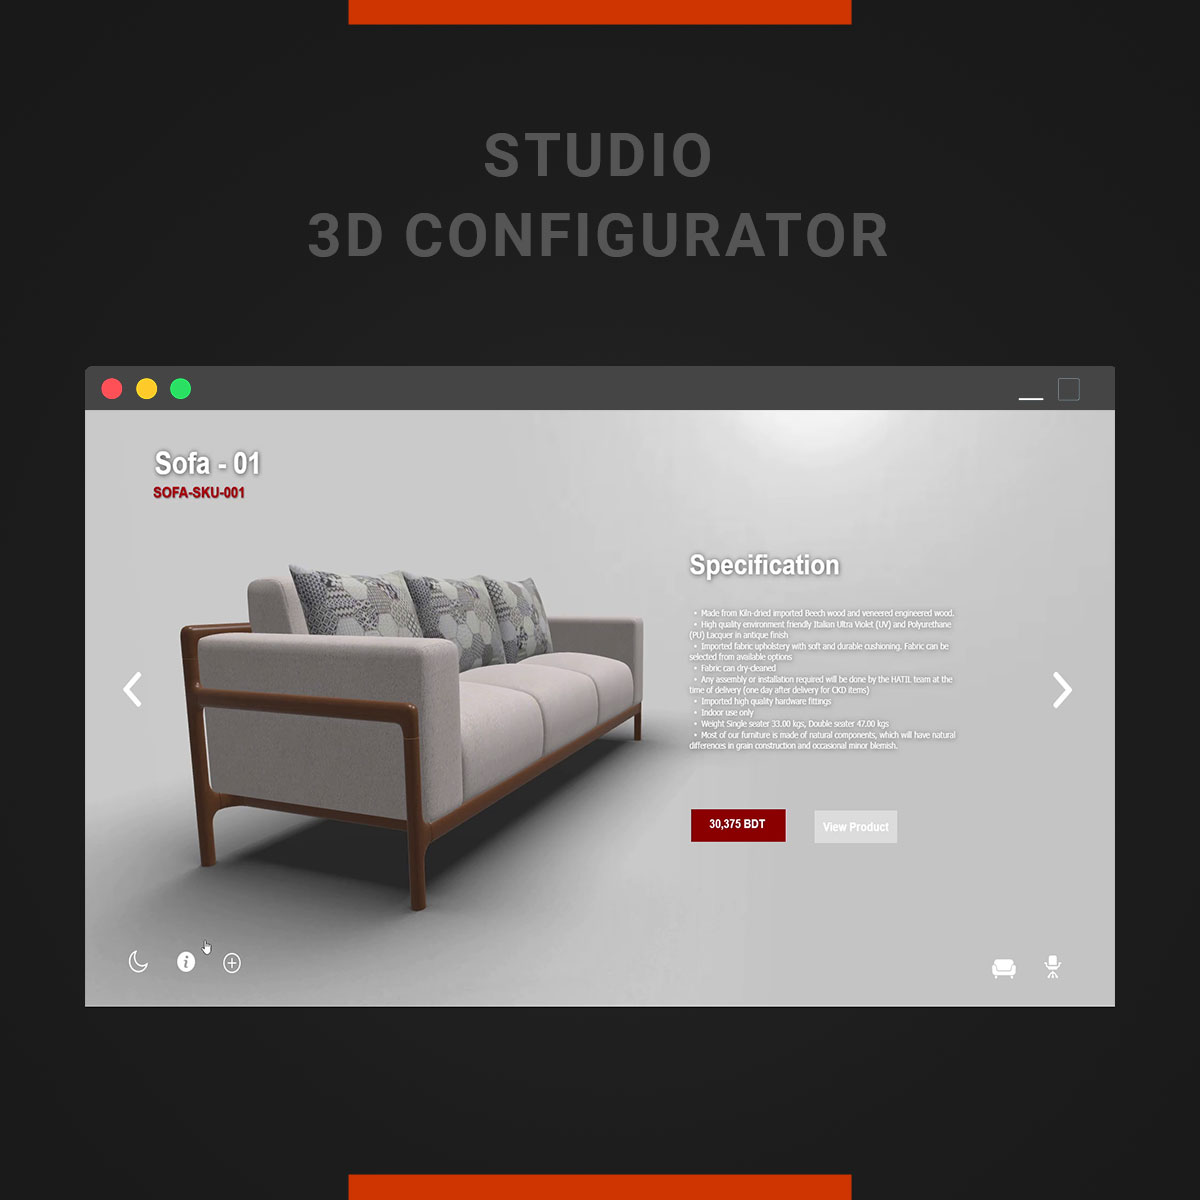 STUDIO
3D CONFIGURATOR
Sofa - 01
SOFA-SKU-001
Specification
• Made from Kiln-dried imported Beech wood and veneered engineered wood.
• High quality environment friendly Italian Ultra Violet (UV) and Polyurethane
(PU) Lacquer in antique finish
• Imported fabric upholstery with soft and durable cushioning. Fabric can be
selected from available options
• Fabric can dry-cleaned
• Any assembly or installation required will be done by the HATIL team at the
time of delivery (one day after delivery for CKD items)
• Imported high quality hardware fittings
• Indoor use only
• Weight Single seater 33.00 kgs, Double seater 47.00 kgs
• Most of our furniture is made of natural components, which will have natural
differences in grain construction and occasional minor blemish.
30,375 BDT
View Product